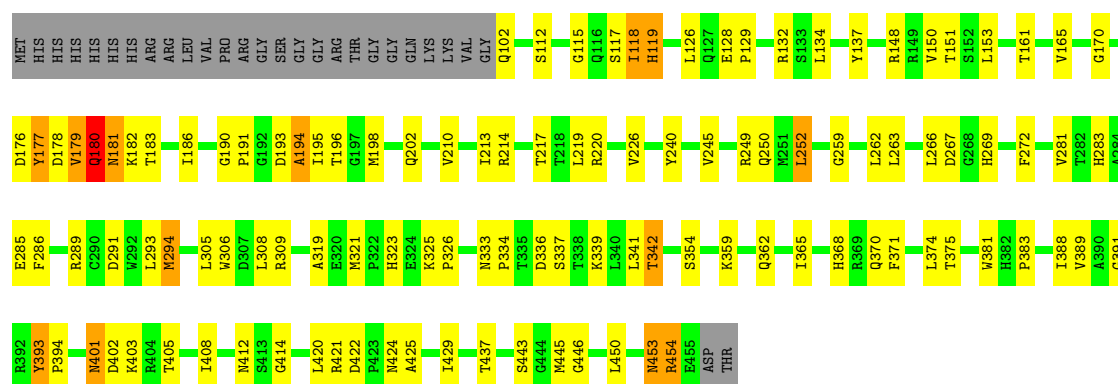 MET HIS HIS HIS HIS HIS HIS ARG ARG LEU VAL PRO ARG GLY SER GLY GLY ARG THR GLY GLY GLN LYS LYS VAL GLY Q102 S112 G115 Q116 S117 I118 H119 L126 Q127 E128 P129 R132 S133 L134 Y137 R148 R149 V150 T151 S152 L153 T161 V165 G170
D176 Y177 D178 V179 Q180 N181 K182 T183 I186 G190 P191 G192 D193 A194 I195 T196 G197 M198 Q202 V210 I213 R214 T217 T218 L219 R220 V226 Y240 V245 R249 Q250 M251 L252 G259 L262 L263 L266 D267 G268 H269 F272 V281 T282 H283 A284
E285 F286 R289 C290 D291 W292 L293 M294 L305 W306 D307 L308 R309 A319 E320 M321 P322 H323 E324 K325 P326 N333 P334 T335 D336 S337 T338 K339 L340 L341 T342 S354 K359 Q362 I365 H368 R369 Q370 F371 L374 T375 W381 H382 P383 I388 V389 A390 G391
R392 Y393 P394 N401 D402 K403 R404 T405 I408 N412 S413 G414 L420 R421 D422 P423 N424 A425 I429 T437 S443 G444 M445 G446 L450 N453 R454 E455 ASP THR